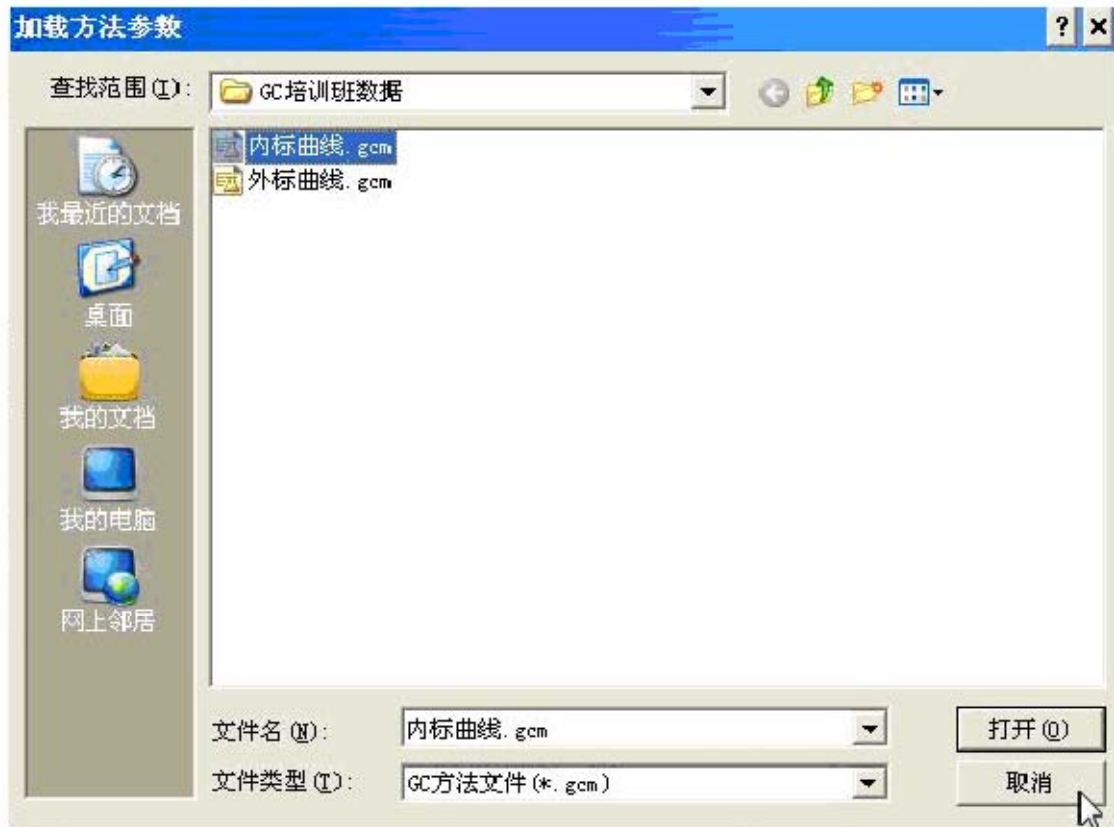 加载方法参数
查找范围(I):
GC培训班数据
内标曲线.gcm
外标曲线.gcm
我最近的文档
桌面
我的文档
我的电脑
网上邻居
文件名(N):
内标曲线.gcm
打开(O)
文件类型(T):
GC方法文件(*.gcm)
取消